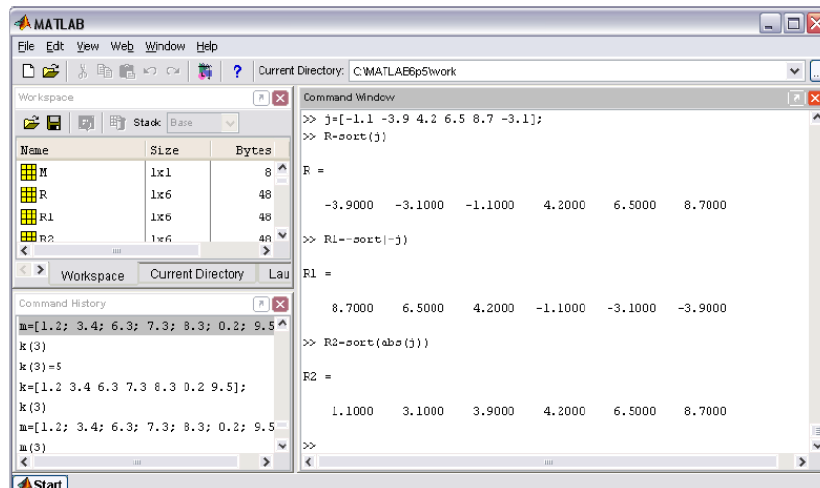 MATLAB
File Edt View Web Window Help
? Current Directory: C:\MATLAB6p5\work
Workspace
Stack: Base
Name Size Bytes
M 1x1 8
R 1x6 48
R1 1x6 48
R2 1x6 48
Workspace Current Directory Lau
Command History
m=[1.2; 3.4; 6.3; 7.3; 8.3; 0.2; 9.5
k(3)
k(3)=5
k=[1.2 3.4 6.3 7.3 8.3 0.2 9.5];
k(3)
m=[1.2; 3.4; 6.3; 7.3; 8.3; 0.2; 9.5
m(3)
Command Window
>> j=[-1.1 -3.9 4.2 6.5 8.7 -3.1];
>> R=sort(j)
R =
-3.9000 -3.1000 -1.1000 4.2000 6.5000 8.7000
>> R1=-sort(-j)
R1 =
8.7000 6.5000 4.2000 -1.1000 -3.1000 -3.9000
>> R2=sort(abs(j))
R2 =
1.1000 3.1000 3.9000 4.2000 6.5000 8.7000
>>
Start